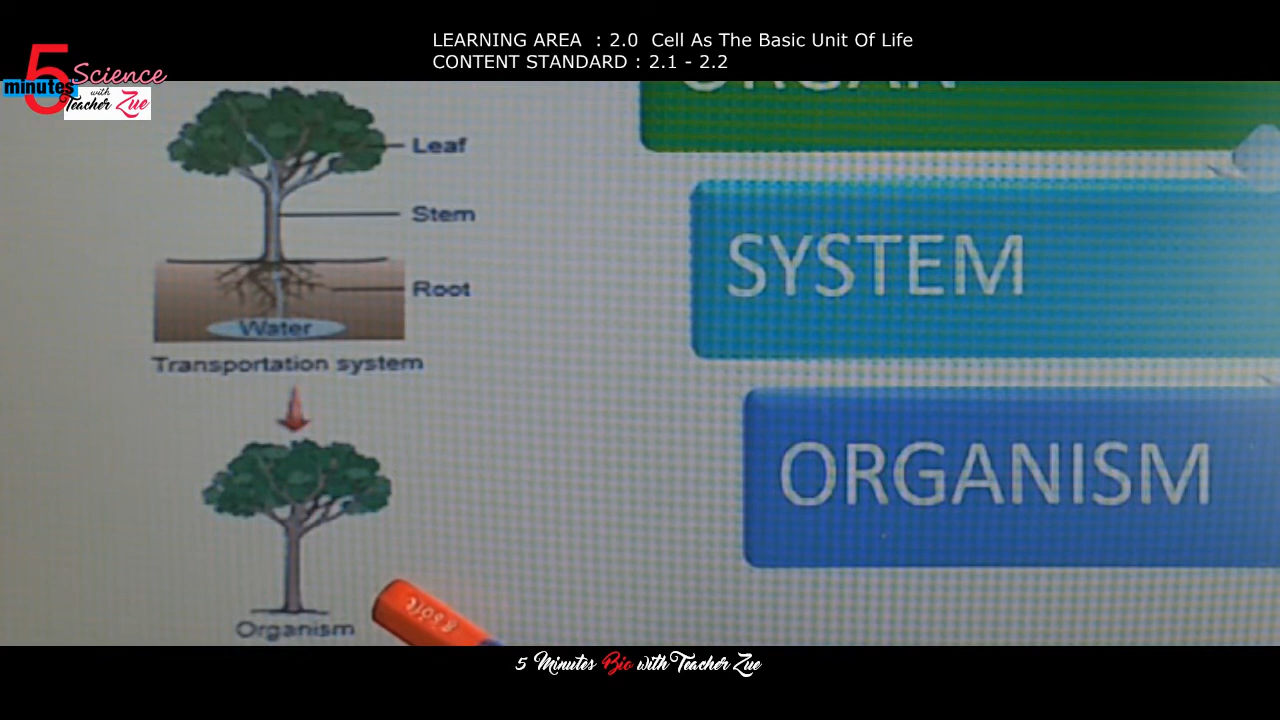 LEARNING AREA : 2.0 Cell As The Basic Unit Of Life
CONTENT STANDARD : 2.1 - 2.2
5 minutes Science
with
Teacher Zue
ORGAN
Leaf
Stem
Root
Water
Transportation system
SYSTEM
ORGANISM
Organism
5 Minutes Bio with Teacher Zue